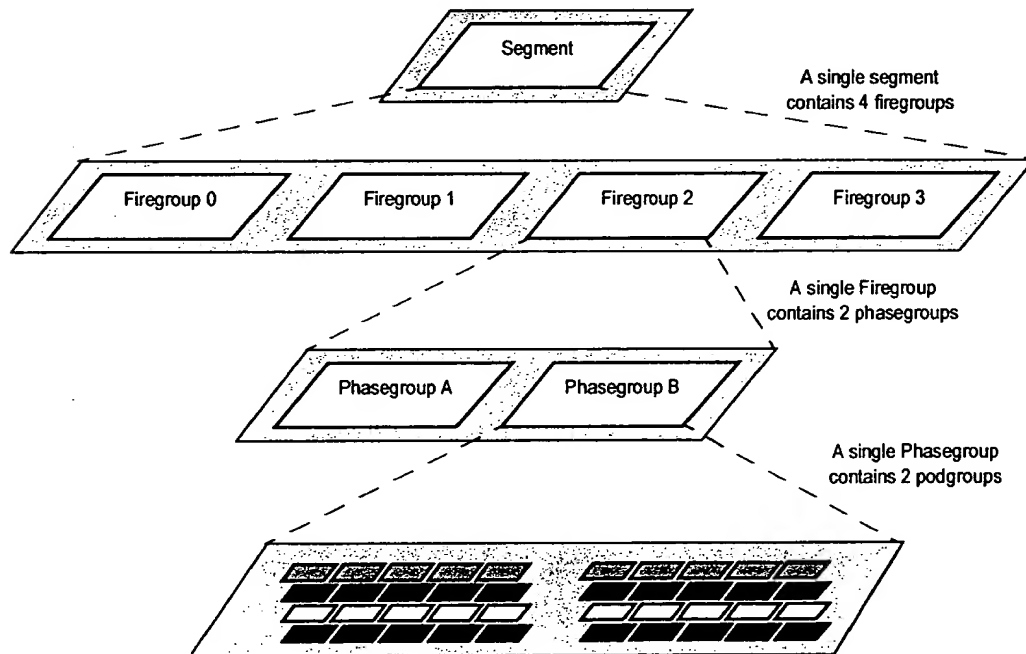 Segment
A single segment
contains 4 firegroups
Firegroup 0
Firegroup 1
Firegroup 2
Firegroup 3
A single Firegroup
contains 2 phasegroups
Phasegroup A
Phasegroup B
A single Phasegroup
contains 2 podgroups